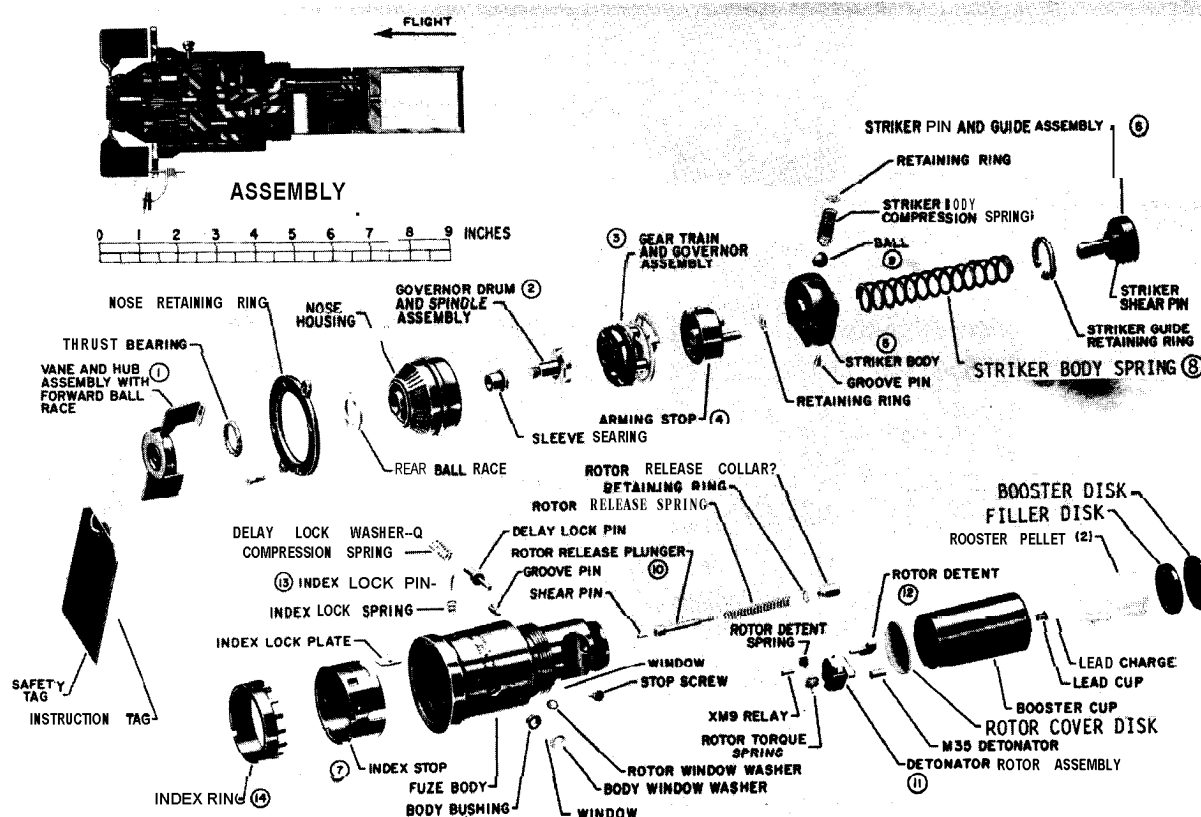 FLIGHT
ASSEMBLY
0 1 2 3 4 5 6 7 8 9 INCHES
STRIKER PIN AND GUIDE ASSEMBLY 6
RETAINING RING
STRIKER BODY
COMPRESSION SPRING
BALL
9
STRIKER
SHEAR PIN
STRIKER GUIDE
RETAINING RING
STRIKER BODY SPRING 8
5
STRIKER BODY
GROOVE PIN
RETAINING RING
3 GEAR TRAIN
AND GOVERNOR
ASSEMBLY
ARMING STOP 4
GOVERNOR DRUM 2
AND SPINDLE
ASSEMBLY
SLEEVE SEARING
NOSE
HOUSING
NOSE RETAINING RING
REAR BALL RACE
THRUST BEARING
VANE AND HUB 1
ASSEMBLY WITH
FORWARD BALL
RACE
SAFETY
TAG
INSTRUCTION TAG
ROTOR RELEASE COLLAR?
RETAINING RING
ROTOR RELEASE SPRING
DELAY LOCK WASHER--Q
COMPRESSION SPRING
DELAY LOCK PIN
ROTOR RELEASE PLUNGER
10
13 INDEX LOCK PIN-
GROOVE PIN
SHEAR PIN
INDEX LOCK SPRING
INDEX LOCK PLATE
WINDOW
STOP SCREW
INDEX RING 14
7 INDEX STOP
FUZE BODY
BODY BUSHING
WINDOW
BODY WINDOW WASHER
ROTOR WINDOW WASHER
BOOSTER DISK
FILLER DISK
ROOSTER PELLET (2)
ROTOR DETENT
12
ROTOR DETENT
SPRING
XM9 RELAY
ROTOR TORQUE
SPRING
LEAD CHARGE
LEAD CUP
BOOSTER CUP
ROTOR COVER DISK
M35 DETONATOR
DETONATOR ROTOR ASSEMBLY
11